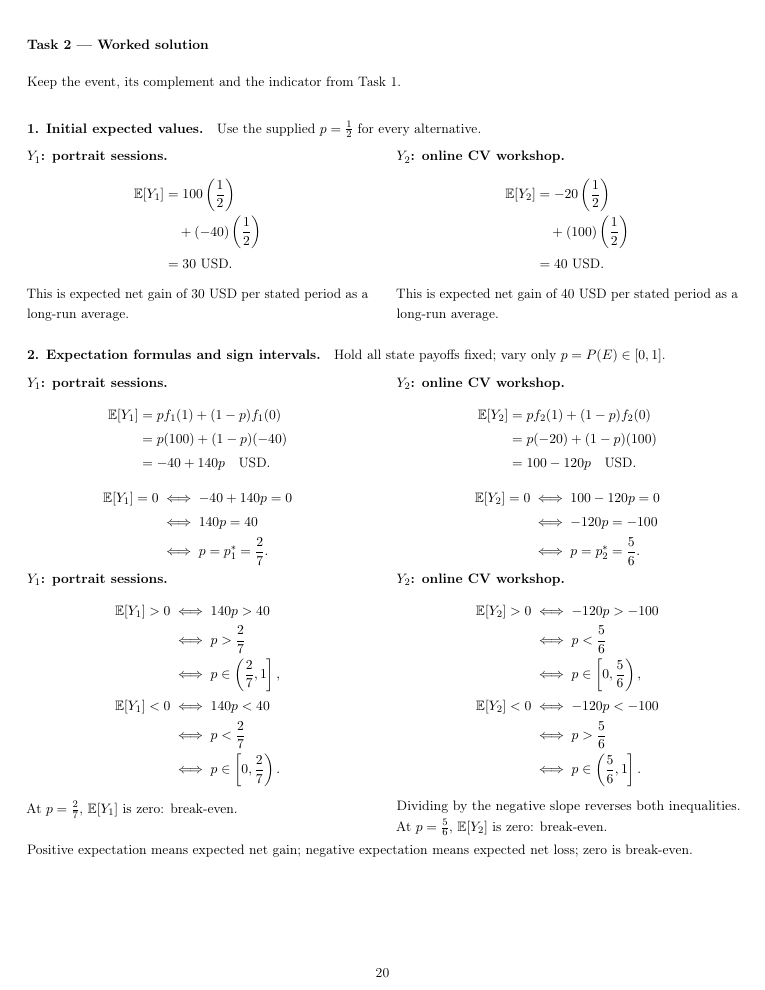 Task 2 — Worked solution
Keep the event, its complement and the indicator from Task 1.
1. Initial expected values. Use the supplied p = 1/2 for every alternative.
Y₁: portrait sessions.
𝔼[Y₁] = 100 (1/2)
+ (−40) (1/2)
= 30 USD.
This is expected net gain of 30 USD per stated period as a
long-run average.
Y₂: online CV workshop.
𝔼[Y₂] = −20 (1/2)
+ (100) (1/2)
= 40 USD.
This is expected net gain of 40 USD per stated period as a
long-run average.
2. Expectation formulas and sign intervals. Hold all state payoffs fixed; vary only p = P(E) ∈ [0, 1].
Y₁: portrait sessions.
𝔼[Y₁] = pf₁(1) + (1 − p)f₁(0)
= p(100) + (1 − p)(−40)
= −40 + 140p USD.
𝔼[Y₁] = 0 ⟺ −40 + 140p = 0
⟺ 140p = 40
⟺ p = p₁* = 2/7.
Y₂: online CV workshop.
𝔼[Y₂] = pf₂(1) + (1 − p)f₂(0)
= p(−20) + (1 − p)(100)
= 100 − 120p USD.
𝔼[Y₂] = 0 ⟺ 100 − 120p = 0
⟺ −120p = −100
⟺ p = p₂* = 5/6.
Y₁: portrait sessions.
𝔼[Y₁] > 0 ⟺ 140p > 40
⟺ p > 2/7
⟺ p ∈ (2/7, 1],
𝔼[Y₁] < 0 ⟺ 140p < 40
⟺ p < 2/7
⟺ p ∈ [0, 2/7).
At p = 2/7, 𝔼[Y₁] is zero: break-even.
Y₂: online CV workshop.
𝔼[Y₂] > 0 ⟺ −120p > −100
⟺ p < 5/6
⟺ p ∈ [0, 5/6),
𝔼[Y₂] < 0 ⟺ −120p < −100
⟺ p > 5/6
⟺ p ∈ (5/6, 1].
Dividing by the negative slope reverses both inequalities.
At p = 5/6, 𝔼[Y₂] is zero: break-even.
Positive expectation means expected net gain; negative expectation means expected net loss; zero is break-even.
20